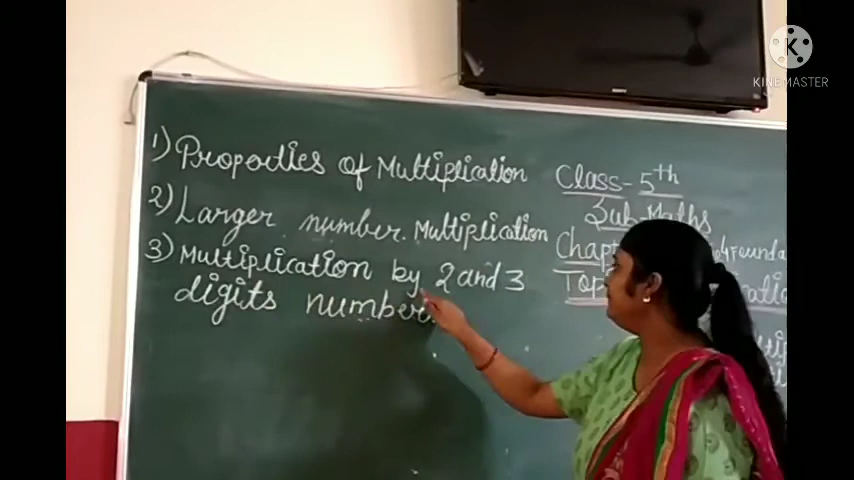 1) Properties of Multiplication
2) Larger number Multiplication
3) Multiplication by 2 and 3
digits number.
Class-5th
Sub-Maths
SONY
K
KINEMASTER